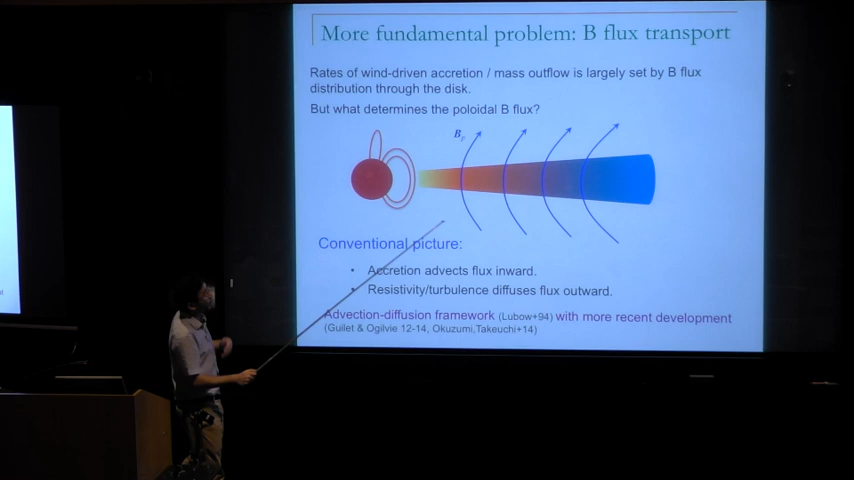 More fundamental problem: B flux transport
Rates of wind-driven accretion / mass outflow is largely set by B flux
distribution through the disk.
But what determines the poloidal B flux?
Bp
Conventional picture:
• Accretion advects flux inward.
• Resistivity/turbulence diffuses flux outward.
Advection-diffusion framework (Lubow+94) with more recent development
(Guilet & Ogilvie 12-14, Okuzumi,Takeuchi+14)